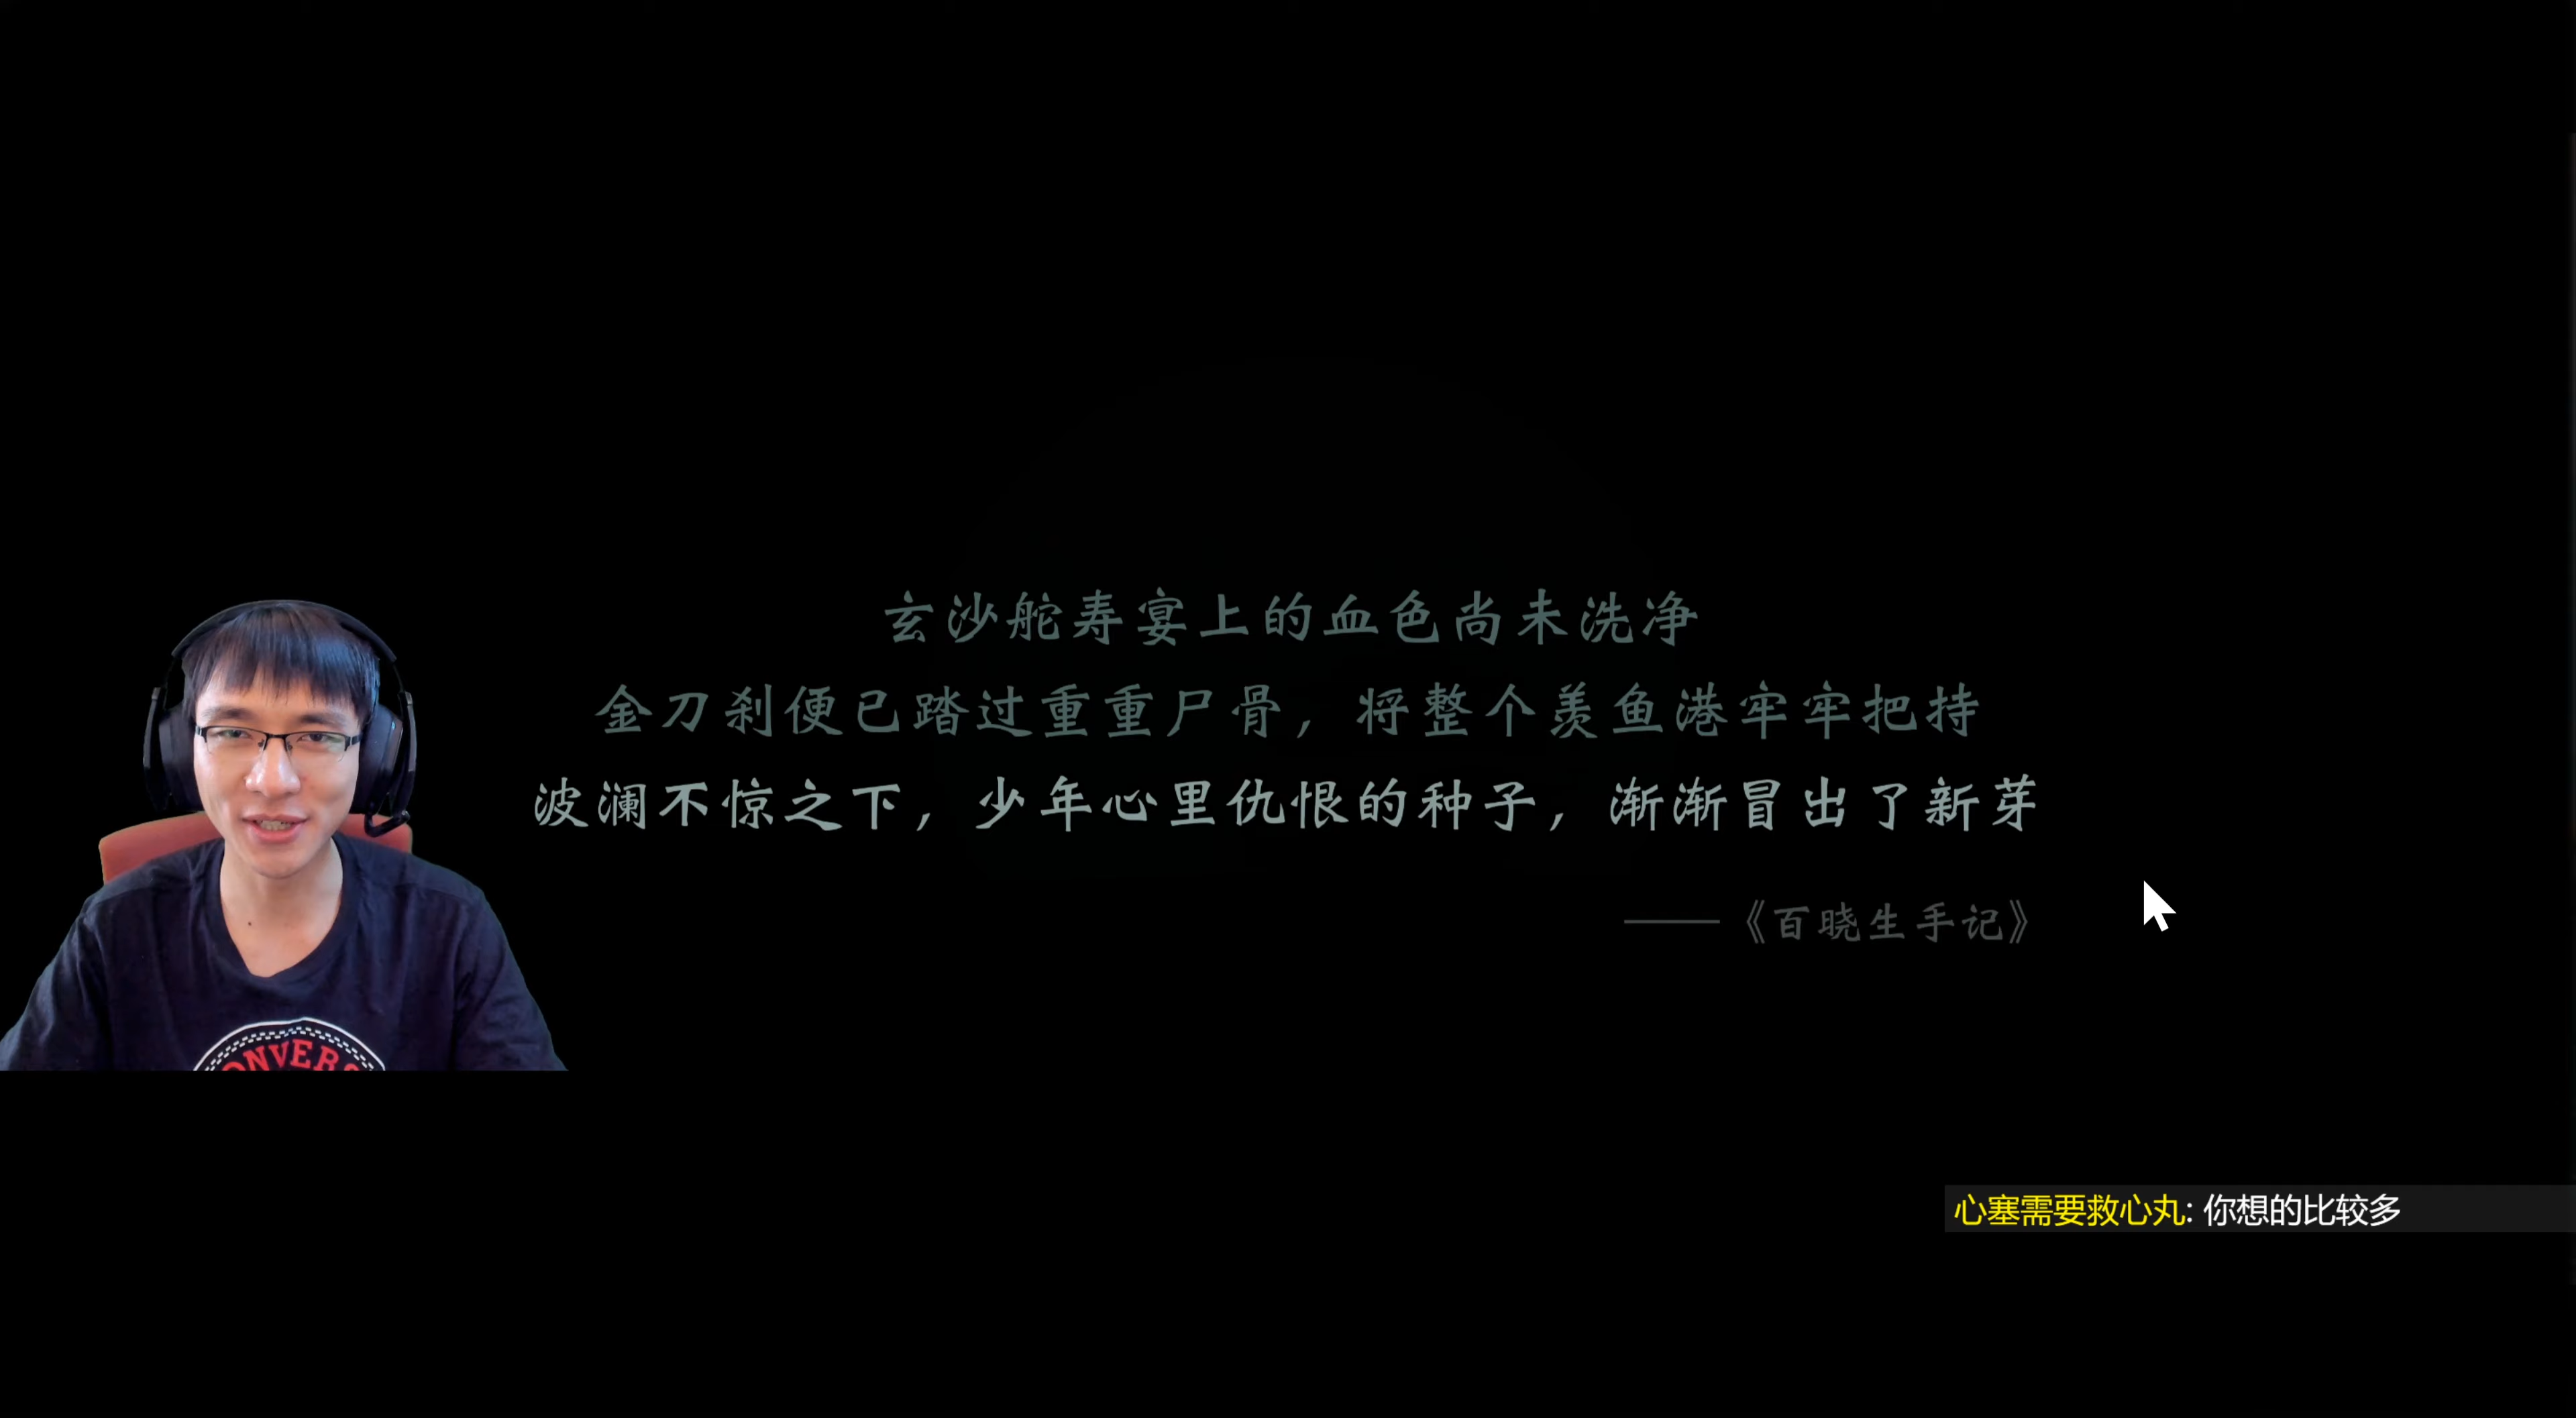 玄沙舵寿宴上的血色尚未洗净
金刀刹便已踏过重重尸骨，将整个羡鱼港牢牢把持
波澜不惊之下，少年心里仇恨的种子，渐渐冒出了新芽
——《百晓生手记》
心塞需要救心丸: 你想的比较多